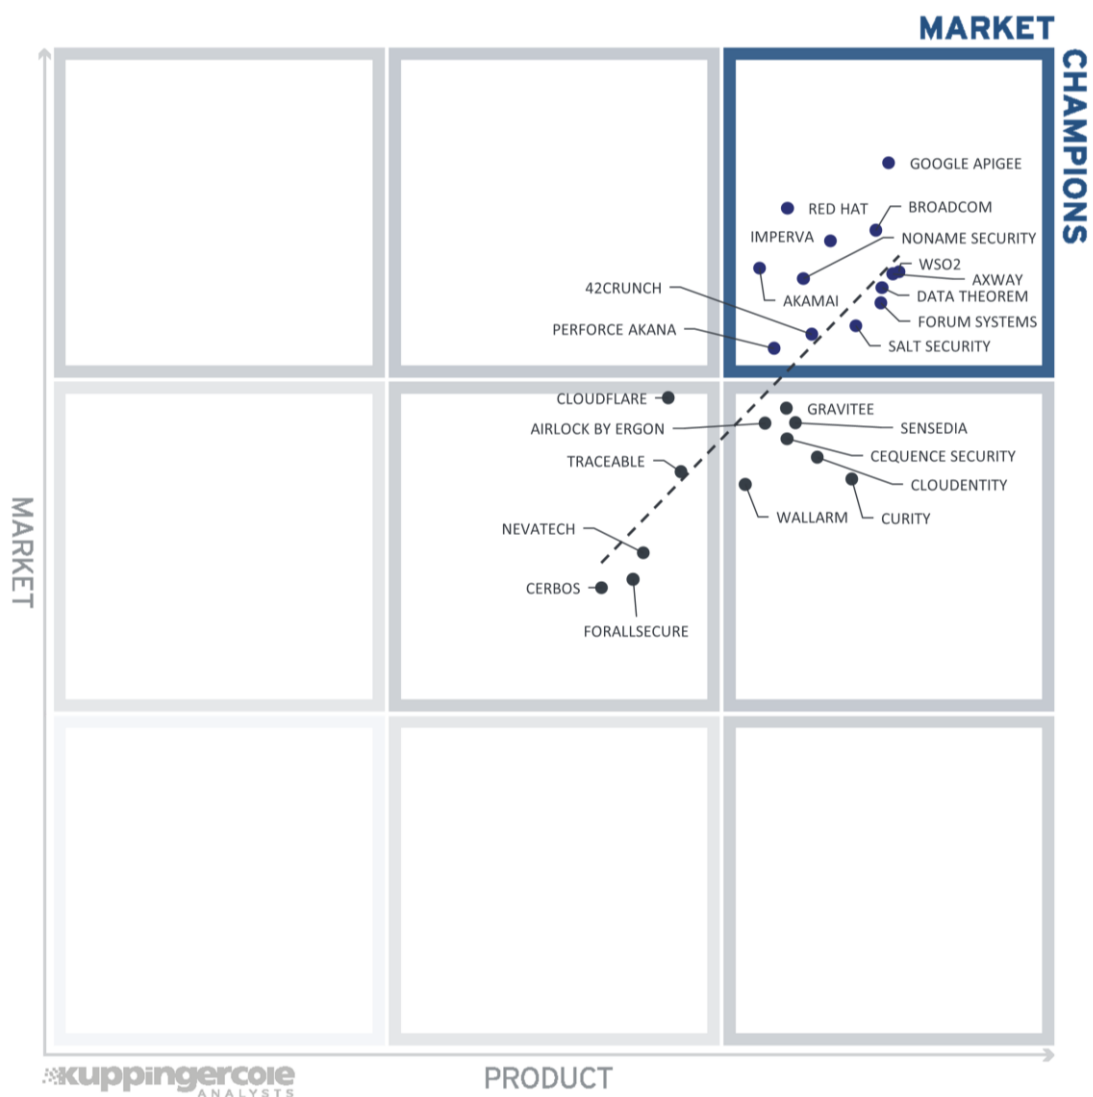 MARKET
CHAMPIONS
GOOGLE APIGEE
RED HAT
BROADCOM
IMPERVA
NONAME SECURITY
WSO2
AXWAY
42CRUNCH
DATA THEOREM
AKAMAI
FORUM SYSTEMS
PERFORCE AKANA
SALT SECURITY
CLOUDFLARE
GRAVITEE
AIRLOCK BY ERGON
SENSEDIA
CEQUENCE SECURITY
TRACEABLE
CLOUDENTITY
WALLARM
CURITY
NEVATECH
CERBOS
FORALLSECURE
MARKET
kuppingercole
ANALYSTS
PRODUCT